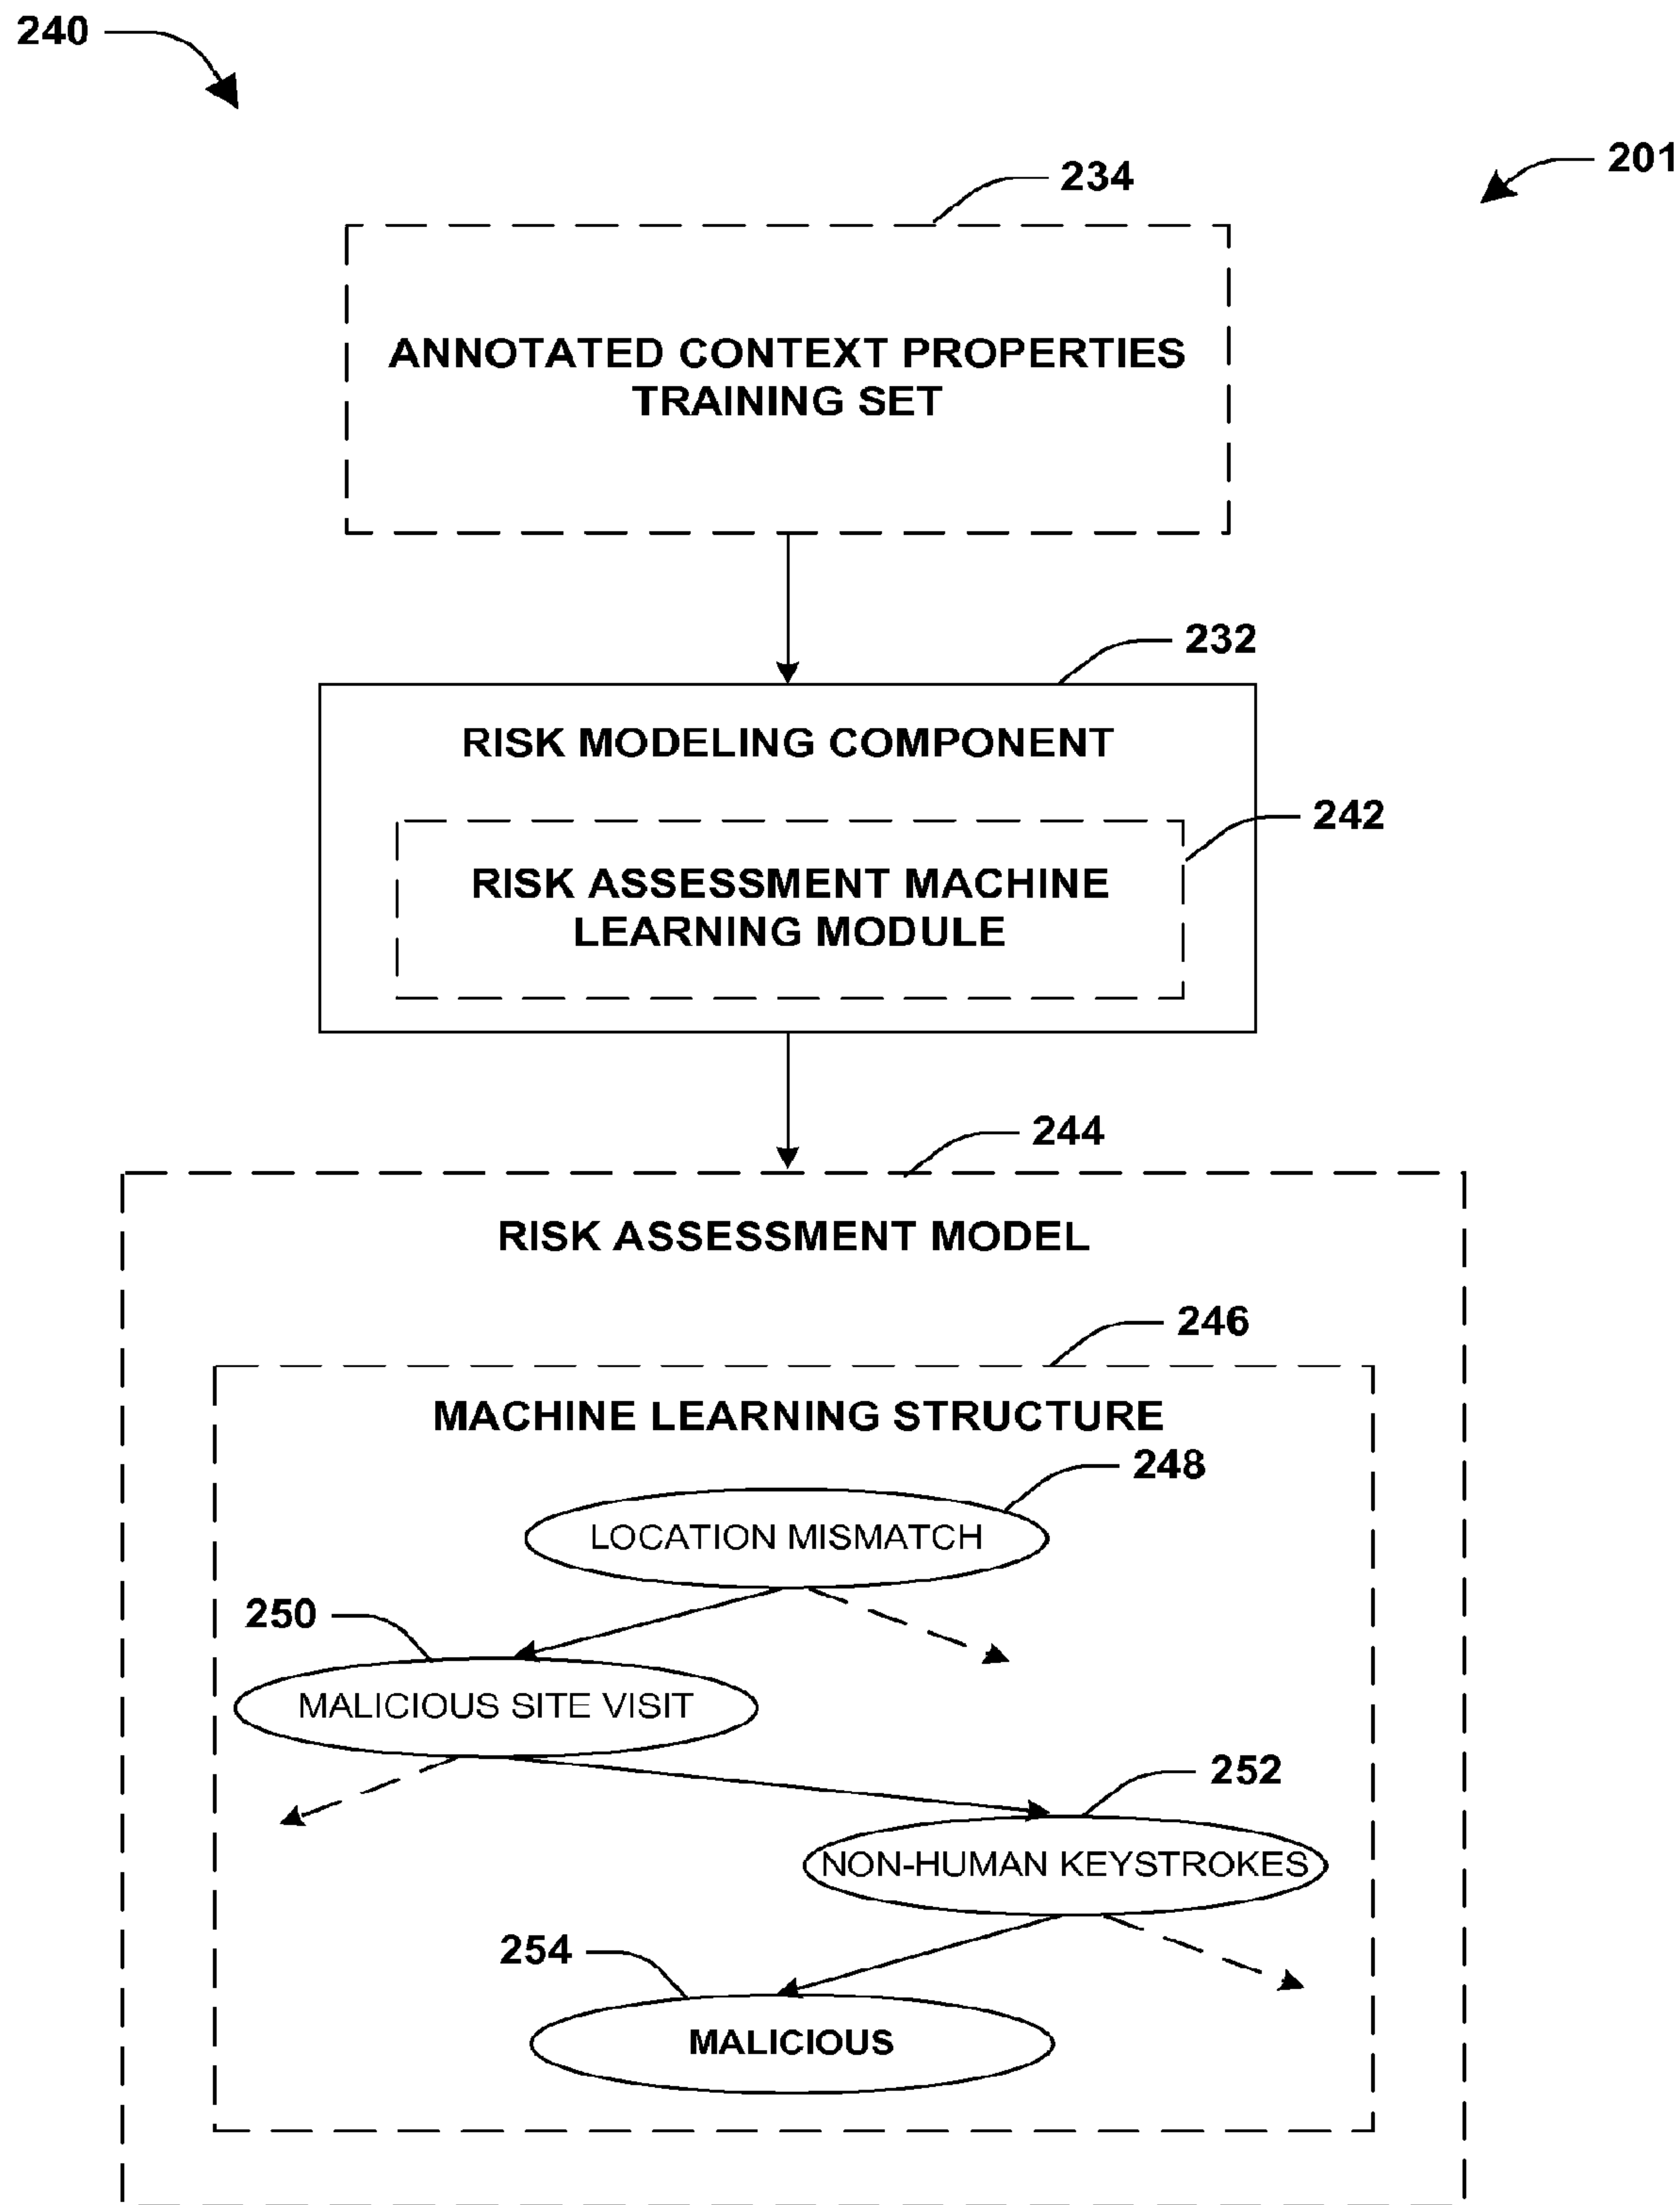 240
201
234
ANNOTATED CONTEXT PROPERTIES
TRAINING SET
232
RISK MODELING COMPONENT
242
RISK ASSESSMENT MACHINE
LEARNING MODULE
244
RISK ASSESSMENT MODEL
246
MACHINE LEARNING STRUCTURE
248
LOCATION MISMATCH
250
MALICIOUS SITE VISIT
252
NON-HUMAN KEYSTROKES
254
MALICIOUS